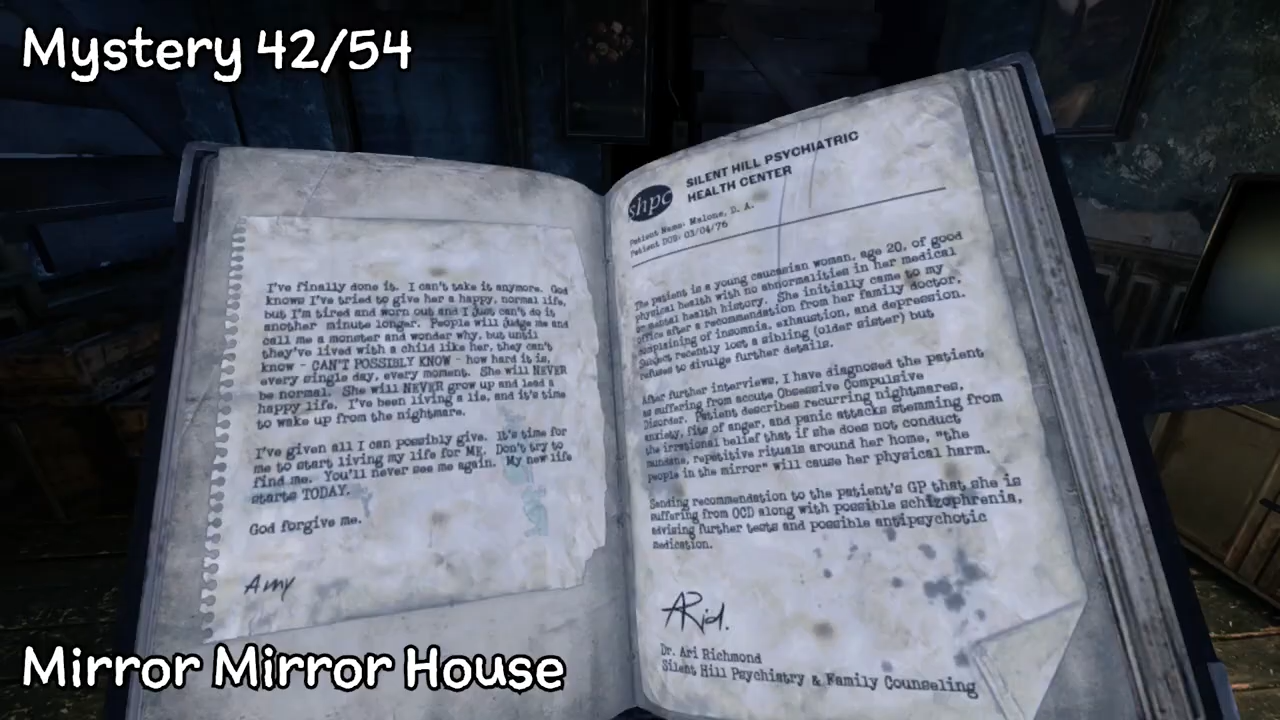 Mystery 42/54
I've finally done it. I can't take it anymore. God
knows I've tried to give her a happy, normal life,
but I'm tired and worn out and I just can't do it
another minute longer. People will judge me and
call me a monster and wonder why, but until
they've lived with a child like her, they can't
know - CAN'T POSSIBLY KNOW - how hard it is,
every single day, every moment. She will NEVER
be normal. She will NEVER grow up and lead a
happy life. I've been living a lie, and it's time
to wake up from the nightmare.
I've given all I can possibly give. It's time for
me to start living my life for ME. Don't try to
find me. You'll never see me again. My new life
starts TODAY.
God forgive me.
Amy
shpc
SILENT HILL PSYCHIATRIC
HEALTH CENTER
Patient Name: Malone, D. A.
Patient DOB: 03/04/76
The patient is a young caucasian woman, age 20, of good
physical health with no abnormalities in her medical
or mental health history. She initially came to my
office after a recommendation from her family doctor,
complaining of insomnia, exhaustion, and depression.
Subject recently lost a sibling (older sister) but
refuses to divulge further details.
After further interviews, I have diagnosed the patient
as suffering from accute Obsessive Compulsive
Disorder. Patient describes recurring nightmares,
anxiety, fits of anger, and panic attacks stemming from
the irrational belief that if she does not conduct
mundane, repetitive rituals around her home, "the
people in the mirror" will cause her physical harm.
Sending recommendation to the patient's GP that she is
suffering from OCD along with possible schizophrenia,
advising further tests and possible antipsychotic
medication.
ARid.
Dr. Ari Richmond
Silent Hill Psychiatry & Family Counseling
Mirror Mirror House